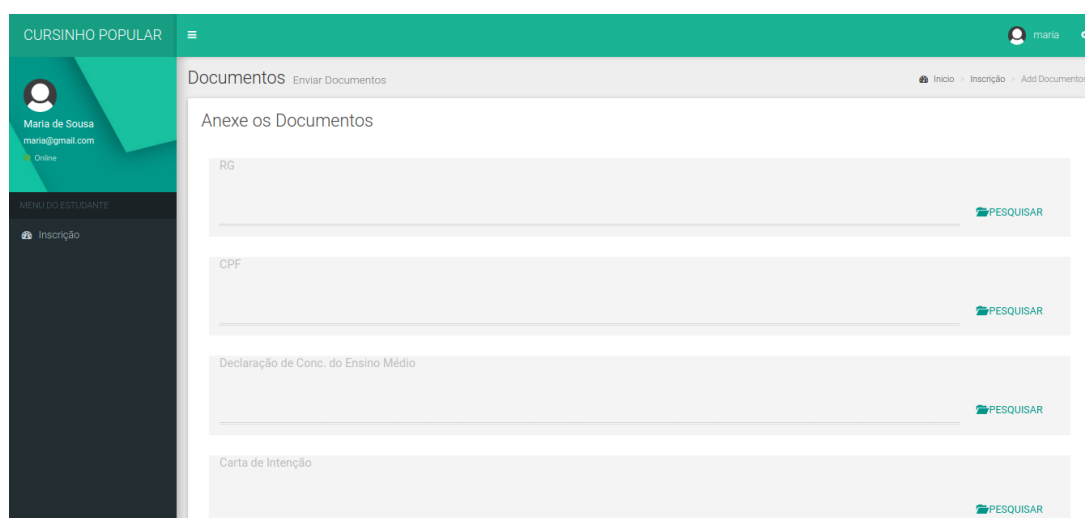 CURSINHO POPULAR
maria
Maria de Sousa
maria@gmail.com
Online
MENU DO ESTUDANTE
Inscrição
Documentos Enviar Documentos
Inicio > Inscrição > Add Documentos
Anexe os Documentos
RG
PESQUISAR
CPF
PESQUISAR
Declaração de Conc. do Ensino Médio
PESQUISAR
Carta de Intenção
PESQUISAR